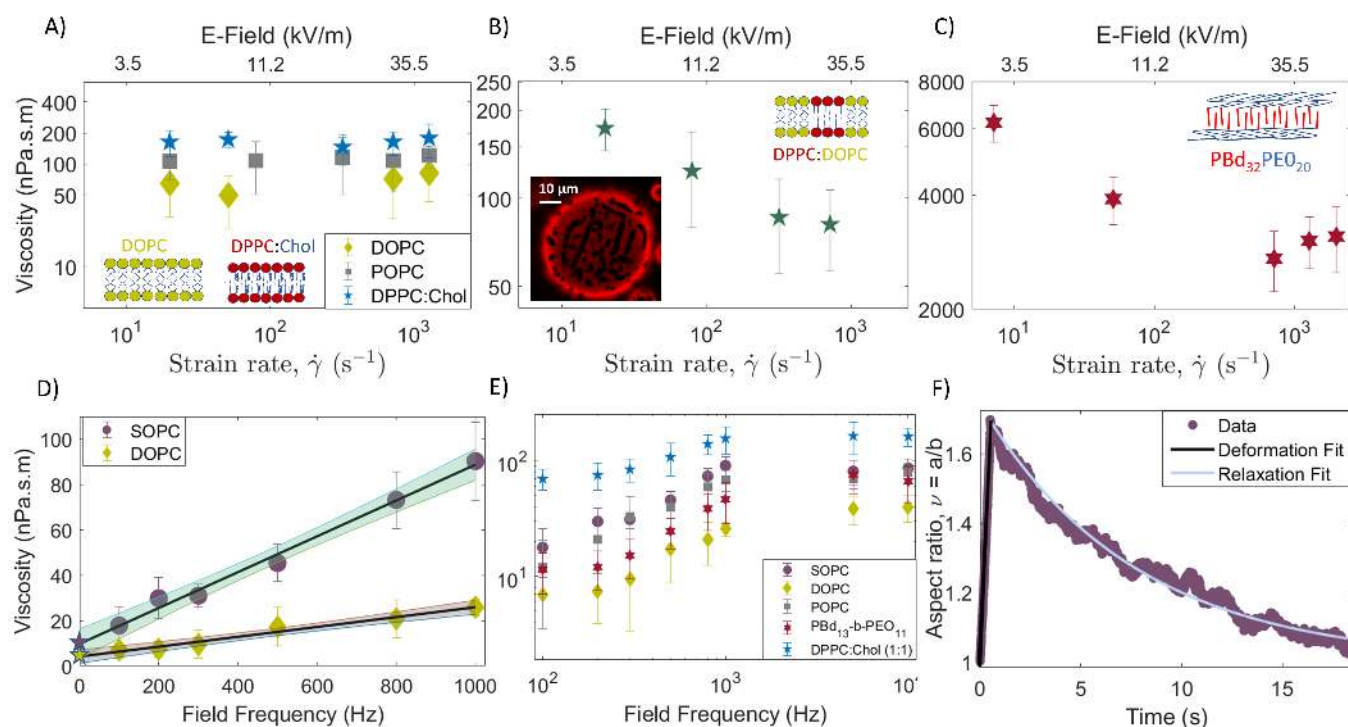 A)
E-Field (kV/m)
3.5 11.2 35.5
Viscosity (nPa.s.m)
400
200
100
50
10
DOPC
DPPC:Chol
DOPC
POPC
DPPC:Chol
10¹ 10² 10³
Strain rate, γ̇ (s⁻¹)
B)
E-Field (kV/m)
3.5 11.2 35.5
250
200
150
100
50
10 µm
DPPC:DOPC
10¹ 10² 10³
Strain rate, γ̇ (s⁻¹)
C)
E-Field (kV/m)
3.5 11.2 35.5
8000
6000
4000
2000
PBd₃₂PEO₂₀
10¹ 10² 10³
Strain rate, γ̇ (s⁻¹)
D)
Viscosity (nPa.s.m)
100
80
60
40
20
0
SOPC
DOPC
0 200 400 600 800 1000
Field Frequency (Hz)
E)
10²
10¹
SOPC
DOPC
POPC
PBd₁₃-b-PEO₁₁
DPPC:Chol (1:1)
10² 10³ 10⁴
Field Frequency (Hz)
F)
Aspect ratio, ν = a/b
1.6
1.4
1.2
1
Data
Deformation Fit
Relaxation Fit
0 5 10 15
Time (s)